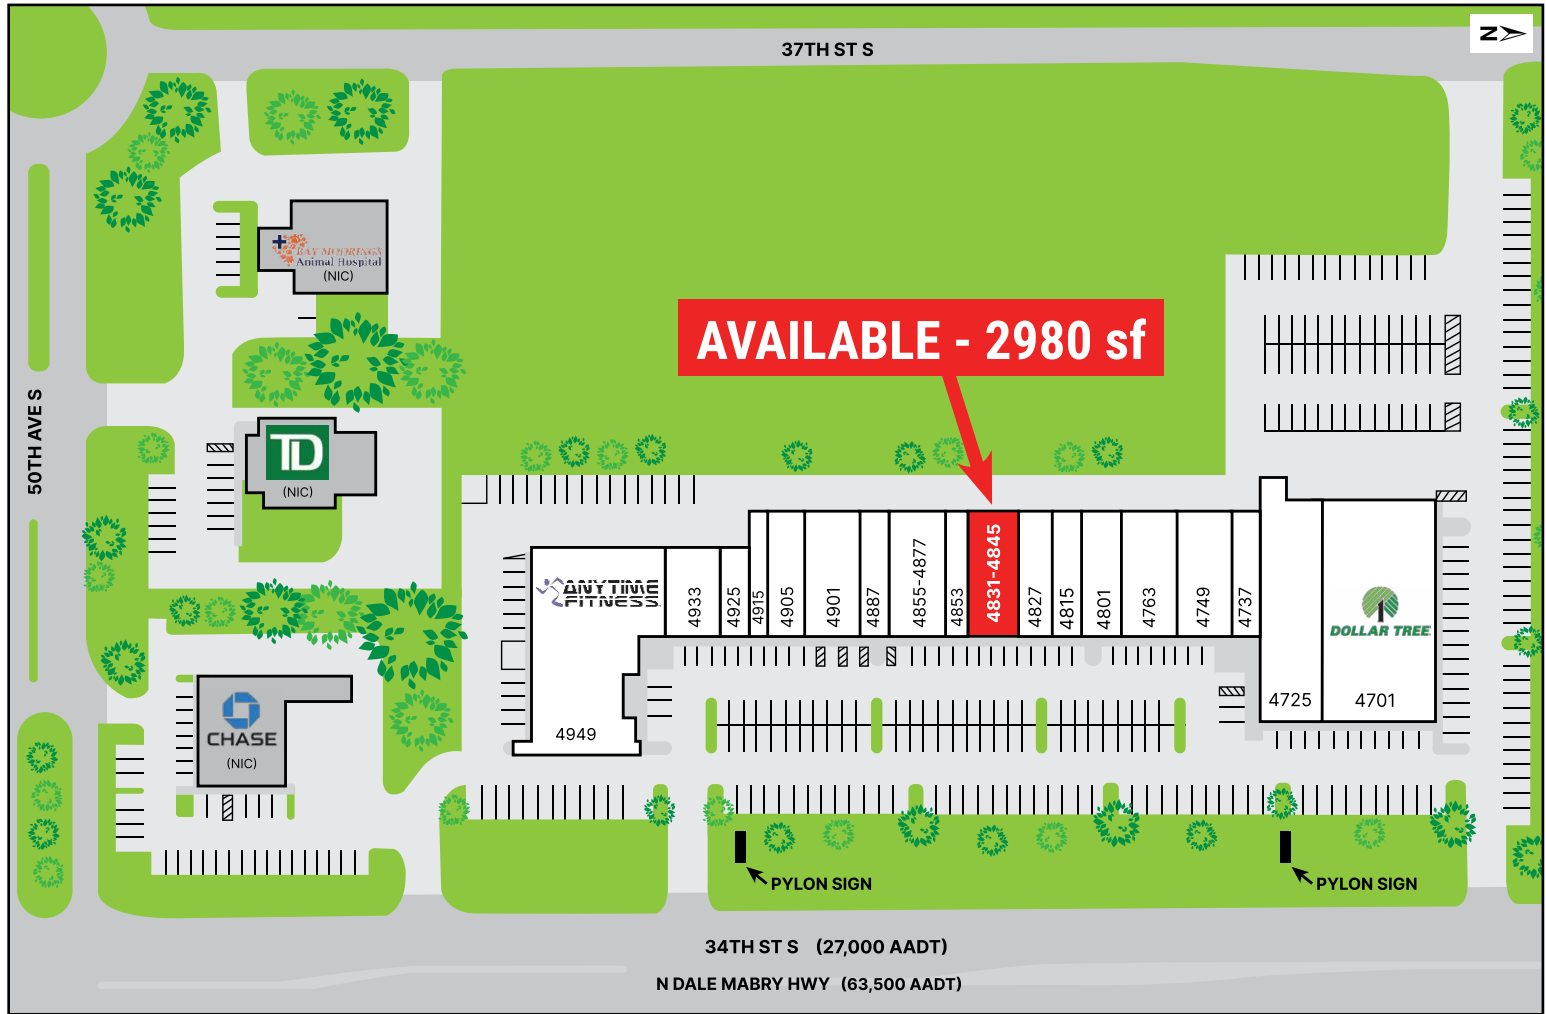 37TH ST S
N
BAY MOORINGS
Animal Hospital
(NIC)
AVAILABLE - 2980 sf
50TH AVE S
TD
(NIC)
ANYTIME
FITNESS
4949
4933
4925
4915
4905
4901
4887
4855-4877
4853
4831-4845
4827
4815
4801
4763
4749
4737
4725
DOLLAR TREE
4701
CHASE
(NIC)
PYLON SIGN
PYLON SIGN
34TH ST S (27,000 AADT)
N DALE MABRY HWY (63,500 AADT)